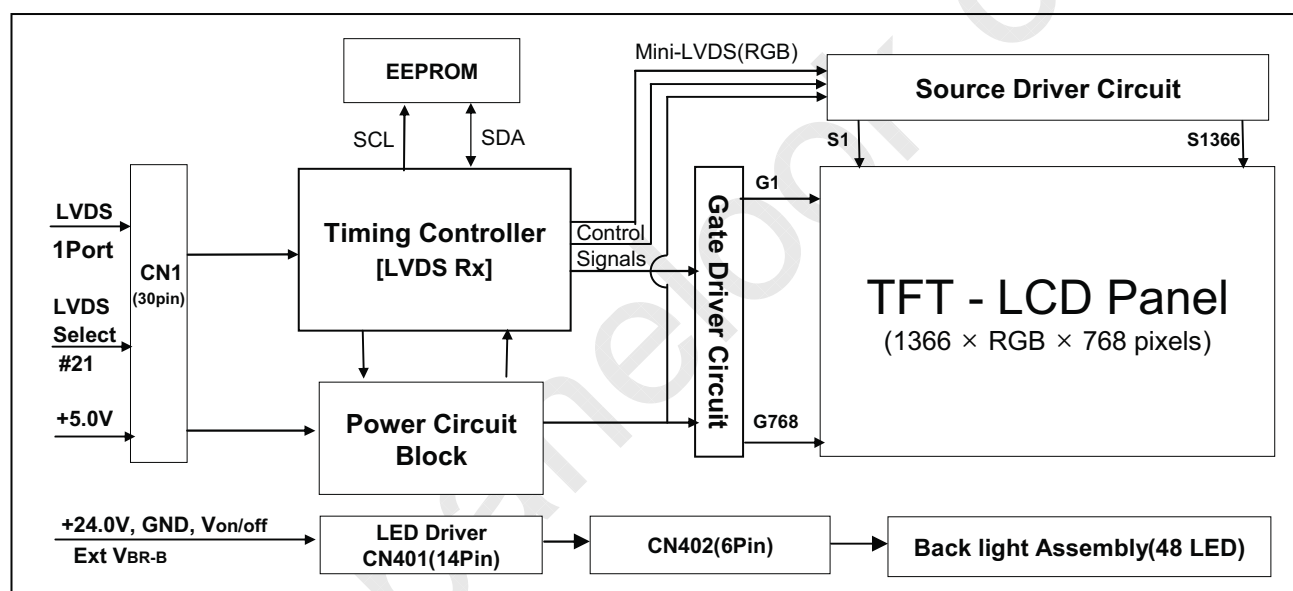 Mini-LVDS(RGB)
EEPROM
Source Driver Circuit
SCL
SDA
S1
S1366
LVDS
1Port
CN1
(30pin)
LVDS
Select
#21
+5.0V
Timing Controller
[LVDS Rx]
Control
Signals
Power Circuit
Block
Gate Driver Circuit
G1
G768
TFT - LCD Panel
(1366 × RGB × 768 pixels)
+24.0V, GND, Von/off
Ext VBR-B
LED Driver
CN401(14Pin)
CN402(6Pin)
Back light Assembly(48 LED)